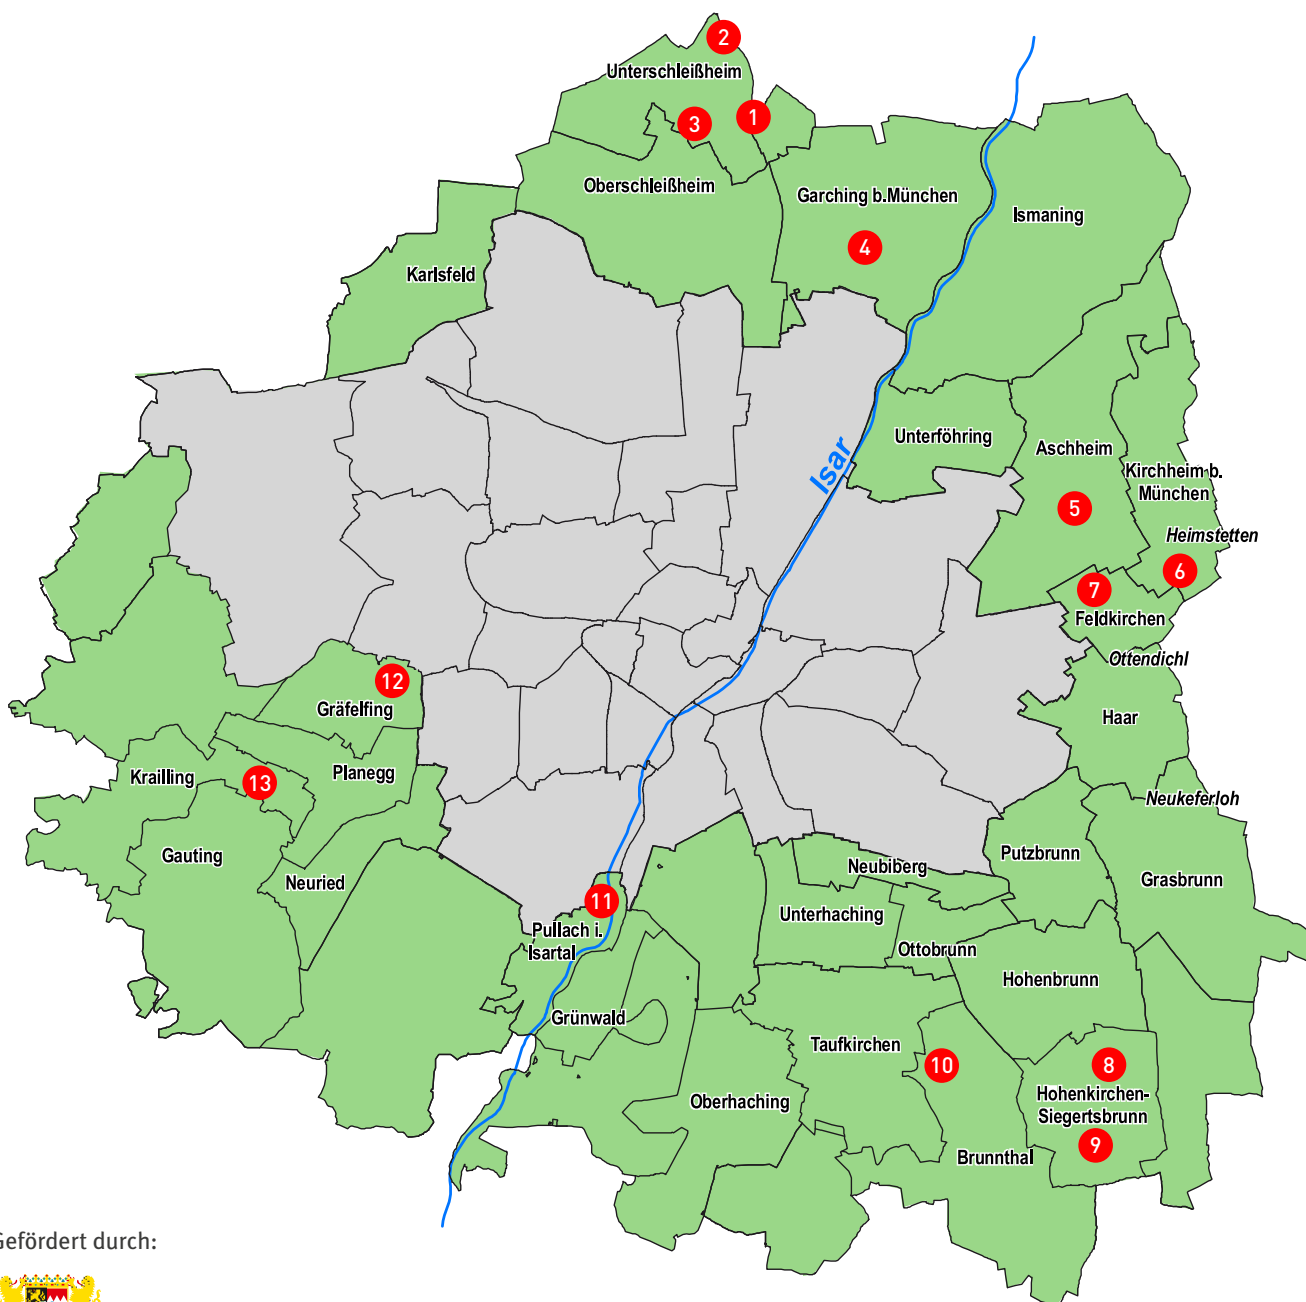 2
Unterschleißheim
1
3
Oberschleißheim
Garching b.München
Ismaning
4
Karlsfeld
Isar
Unterföhring
Aschheim
Kirchheim b.
München
5
Heimstetten
6
7
Feldkirchen
Ottendichl
12
Gräfelfing
Haar
Krailling
13
Planegg
Neukeferloh
Gauting
Neuried
Neubiberg
Putzbrunn
Grasbrunn
11
Pullach i.
Isartal
Unterhaching
Ottobrunn
Hohenbrunn
Grünwald
Taufkirchen
10
8
Hohenkirchen-
Siegertsbrunn
Oberhaching
9
Brunnthal
Gefördert durch: